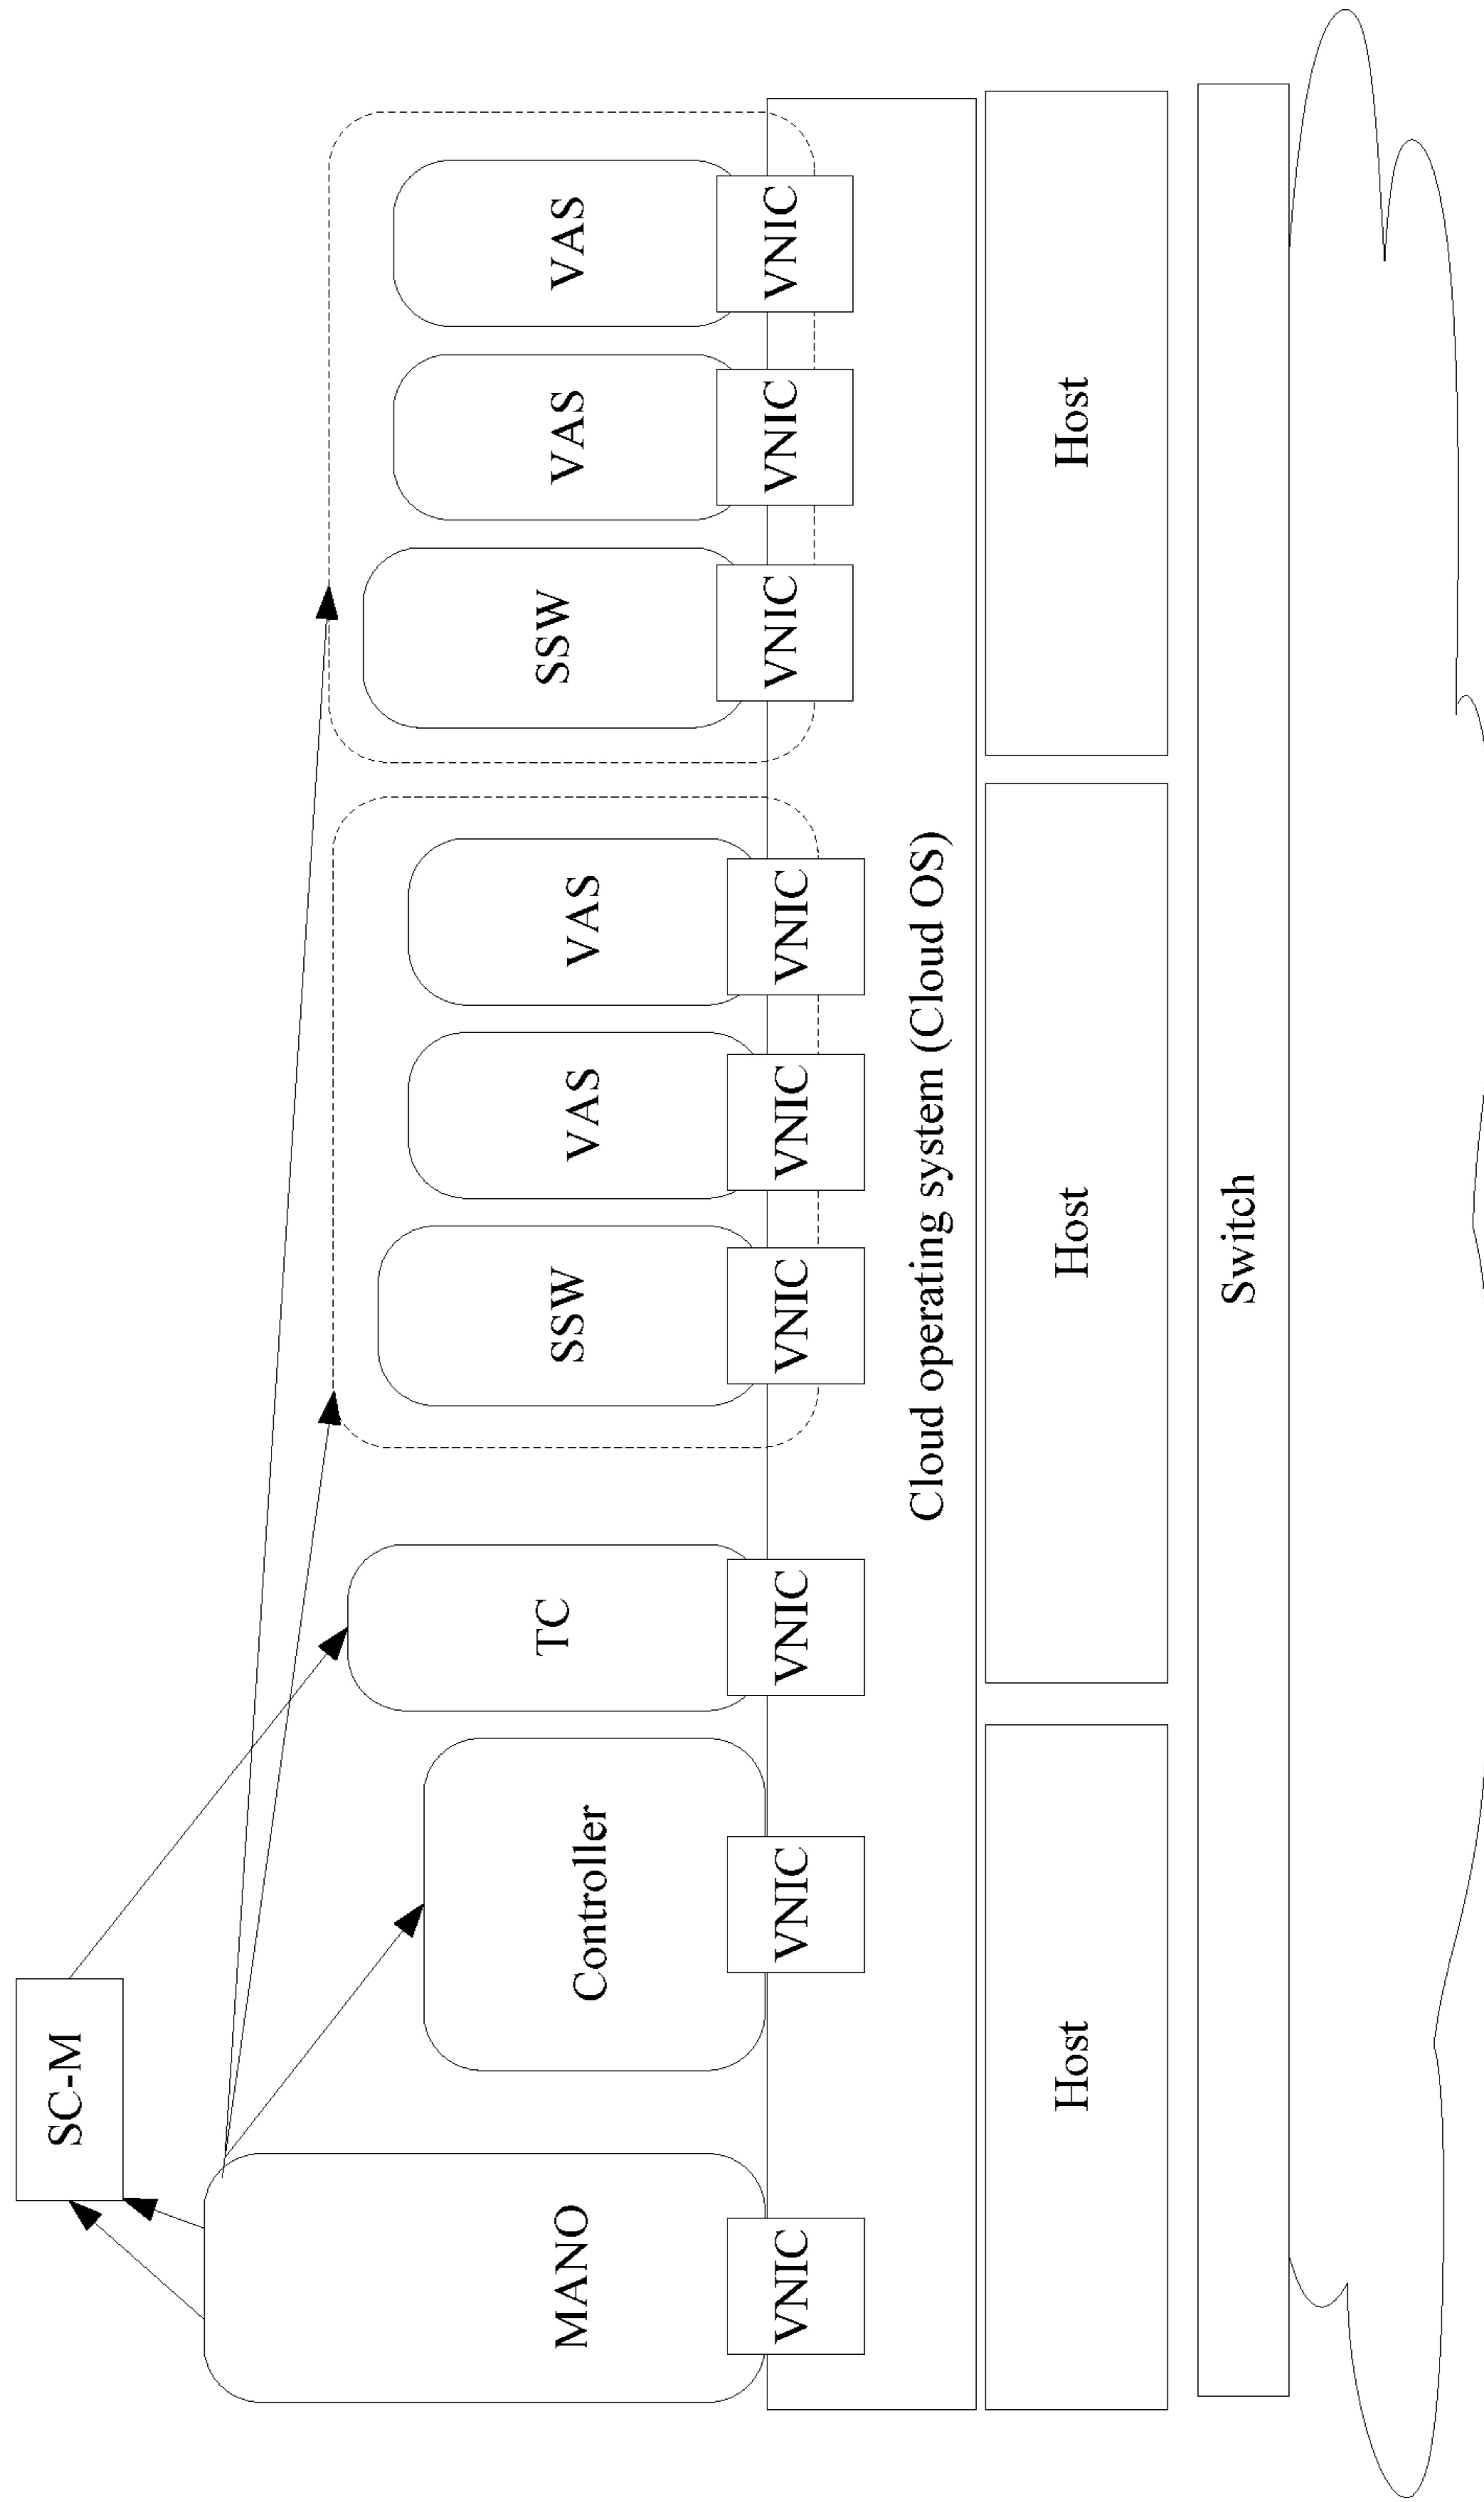 SC-M
MANO
Controller
TC
SSW
VAS
VAS
SSW
VAS
VAS
VNIC
VNIC
VNIC
VNIC
VNIC
VNIC
VNIC
VNIC
VNIC
Cloud operating system (Cloud OS)
Host
Host
Host
Switch